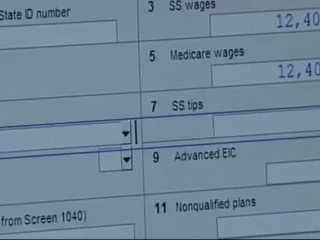 State ID number
3 SS wages
12,40
5 Medicare wages
12,40
7 SS tips
9 Advanced EIC
11 Nonqualified plans
from Screen 1040)